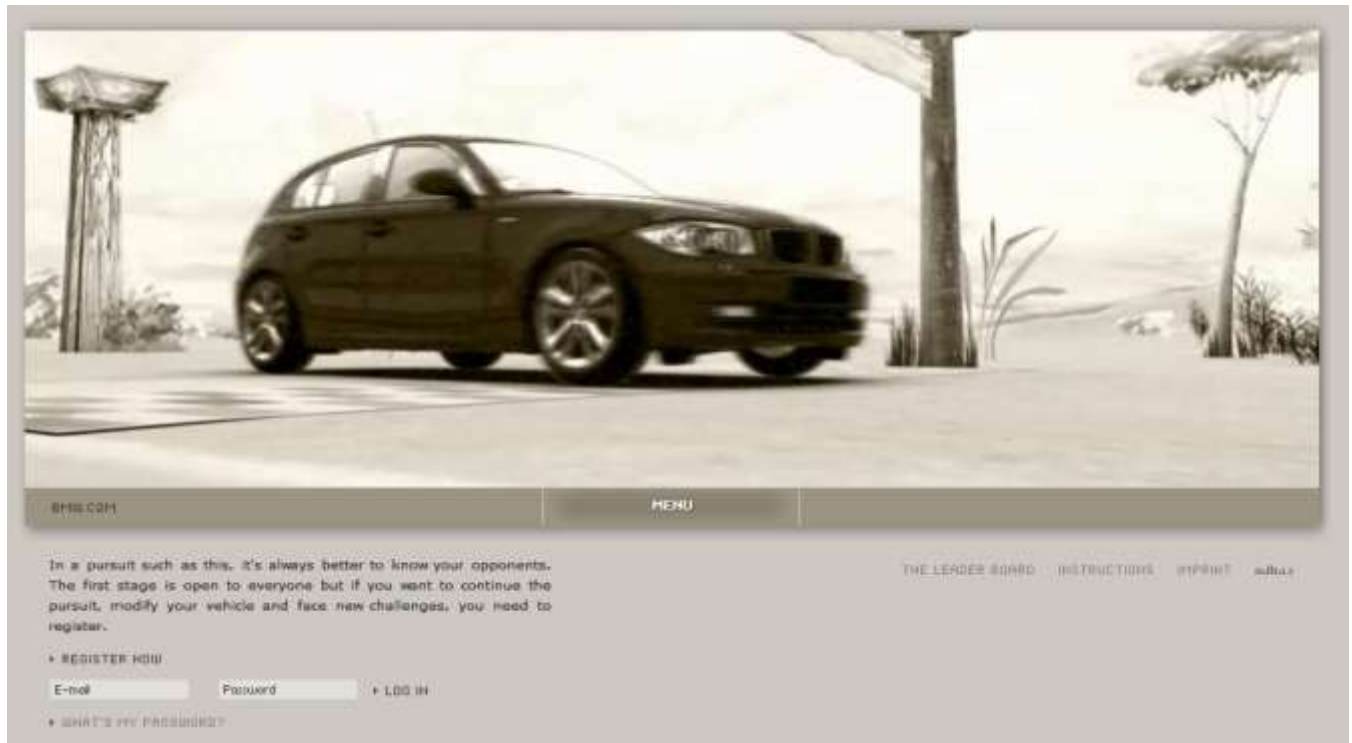 BMW.COM
MENU
In a pursuit such as this, it's always better to know your opponents.
The first stage is open to everyone but if you want to continue the
pursuit, modify your vehicle and face new challenges, you need to
register.
THE LEADER BOARD INSTRUCTIONS IMPRINT
REGISTER NOW
E-mail Password LOG IN
WHAT'S MY PASSWORD?